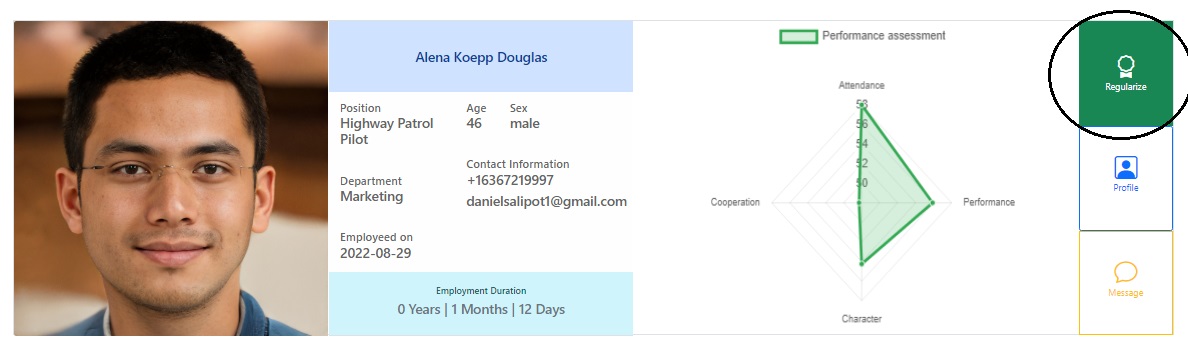 Alena Koepp Douglas
Position
Highway Patrol
Pilot
Age
46
Sex
male
Contact Information
+16367219997
danielsalipot1@gmail.com
Department
Marketing
Employeed on
2022-08-29
Employment Duration
0 Years | 1 Months | 12 Days
Performance assessment
Attendance
58
56
54
52
50
Cooperation
Performance
Character
Regularize
Profile
Message